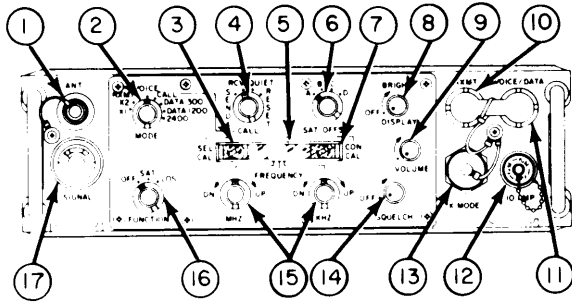 1 2 3 4 5 6 7 8 9 10
ANT VOICE CALL RCV QUIET BRIGHT XMT VOICE/DATA
X2 DATA 300 RESET
X1 DATA 1200 OFF
2400 DISPLAY
MODE CALL SAT OFFS
SEL CAL CON CAL
VOLUME
FREQUENCY
SIGNAL OFF SAT LOS DN UP DN UP OFF X MODE
FUNCTION MHZ KHZ SQUELCH
17 16 15 14 13 12 11